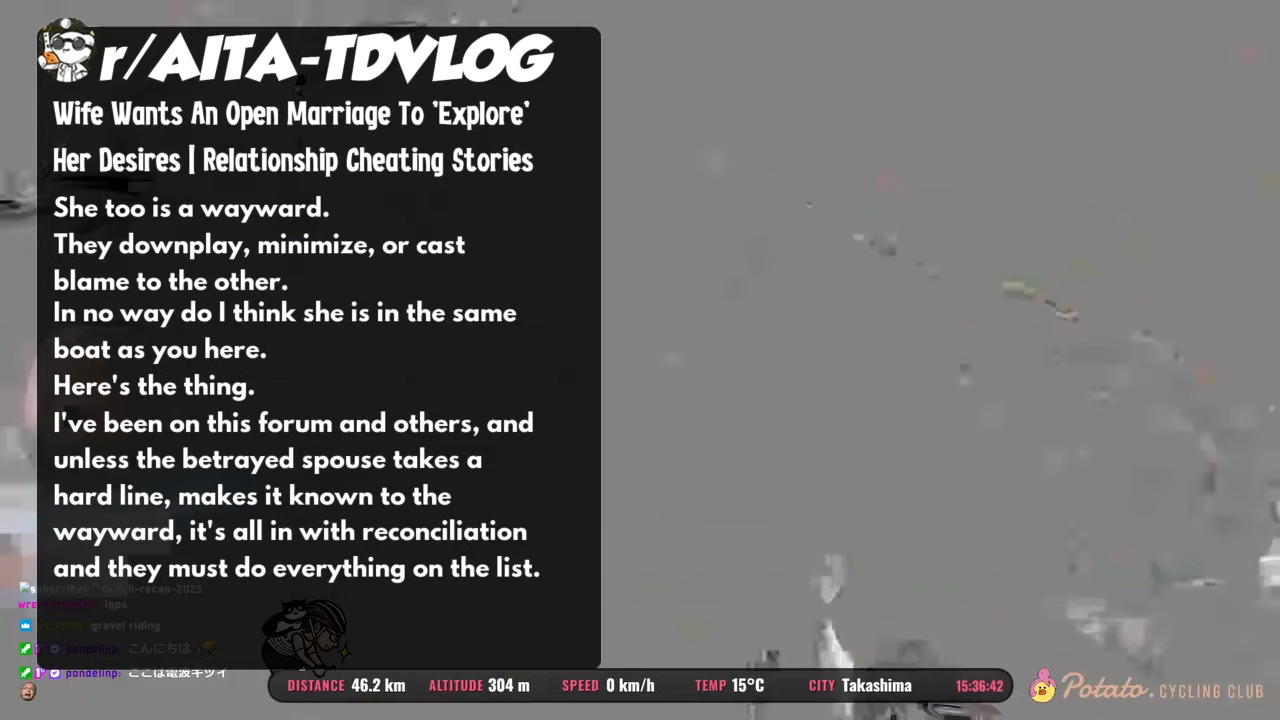 r/AITA-TDVLOG
Wife Wants An Open Marriage To 'Explore'
Her Desires | Relationship Cheating Stories
She too is a wayward.
They downplay, minimize, or cast
blame to the other.
In no way do I think she is in the same
boat as you here.
Here's the thing.
I've been on this forum and others, and
unless the betrayed spouse takes a
hard line, makes it known to the
wayward, it's all in with reconciliation
and they must do everything on the list.
subscriber twitch-recap-2023
lgps
gravel riding
pondelinp: こんにちは
pondelinp: ここは電波キツイ
DISTANCE 46.2 km ALTITUDE 304 m SPEED 0 km/h TEMP 15°C CITY Takashima 15:36:42
Potato. CYCLING CLUB